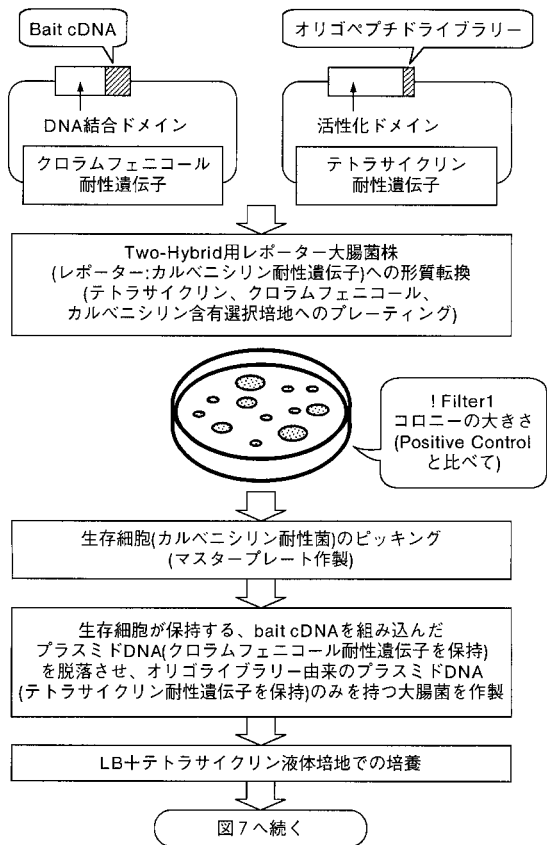 Bait cDNA
オリゴペプチドライブラリー
DNA結合ドメイン
活性化ドメイン
クロラムフェニコール
耐性遺伝子
テトラサイクリン
耐性遺伝子
Two-Hybrid用レポーター大腸菌株
(レポーター:カルベニシリン耐性遺伝子)への形質転換
(テトラサイクリン、クロラムフェニコール、
カルベニシリン含有選択培地へのプレーティング)
! Filter1
コロニーの大きさ
(Positive Control
と比べて)
生存細胞(カルベニシリン耐性菌)のピッキング
(マスタープレート作製)
生存細胞が保持する、bait cDNAを組み込んだ
プラスミドDNA(クロラムフェニコール耐性遺伝子を保持)
を脱落させ、オリゴライブラリー由来のプラスミドDNA
(テトラサイクリン耐性遺伝子を保持)のみを持つ大腸菌を作製
LB+テトラサイクリン液体培地での培養
図7へ続く